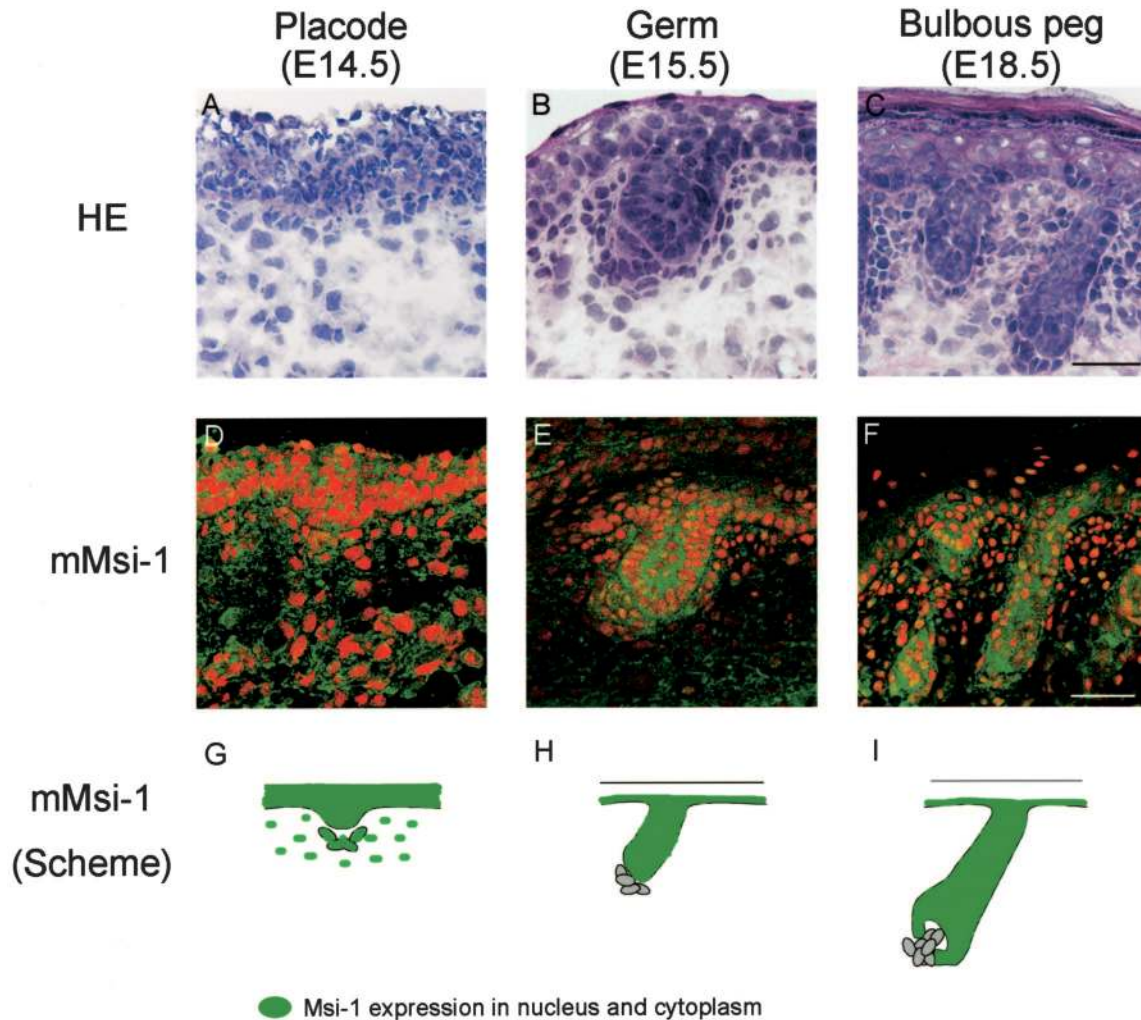 Placode
(E14.5)
Germ
(E15.5)
Bulbous peg
(E18.5)
HE
A
B
C
mMsi-1
D
E
F
mMsi-1
(Scheme)
G
H
I
Msi-1 expression in nucleus and cytoplasm